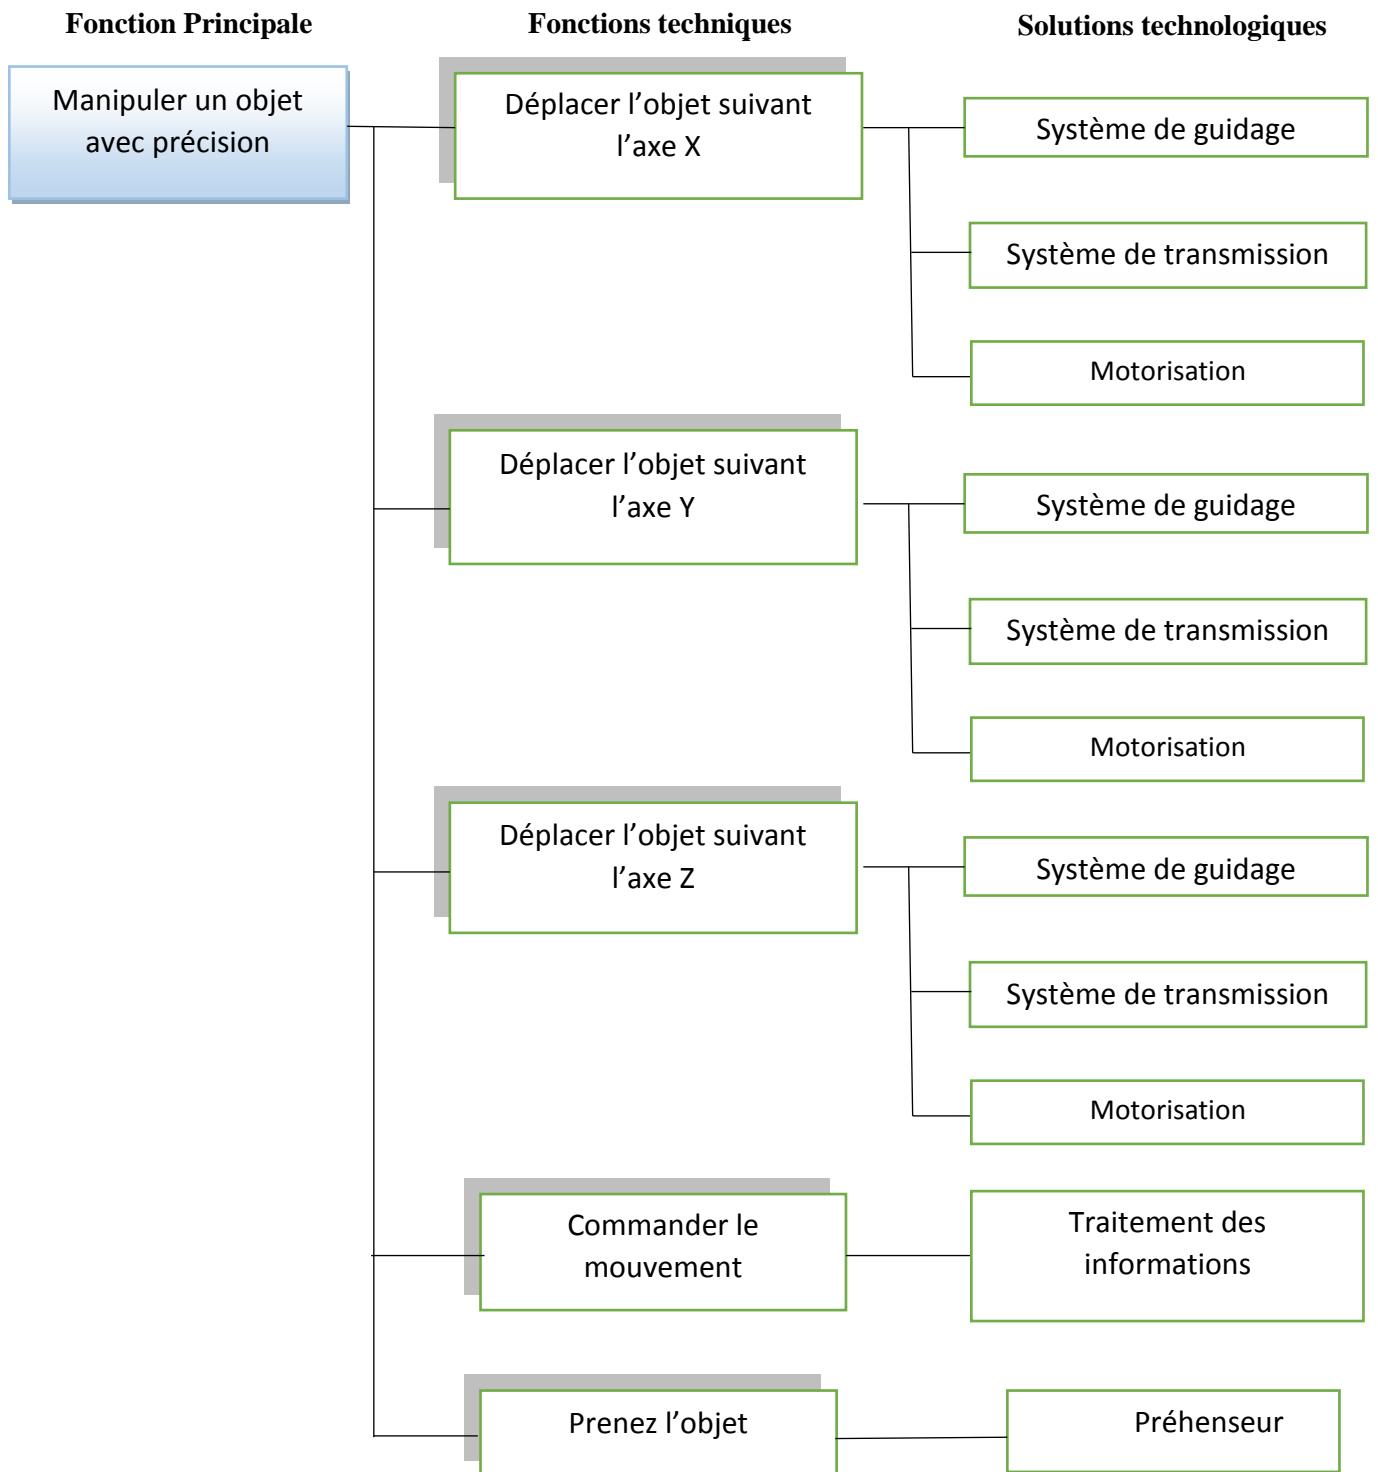 Fonction Principale
Fonctions techniques
Solutions technologiques
Manipuler un objet
avec précision
Déplacer l’objet suivant
l’axe X
Système de guidage
Système de transmission
Motorisation
Déplacer l’objet suivant
l’axe Y
Système de guidage
Système de transmission
Motorisation
Déplacer l’objet suivant
l’axe Z
Système de guidage
Système de transmission
Motorisation
Commander le
mouvement
Traitement des
informations
Prenez l’objet
Préhenseur